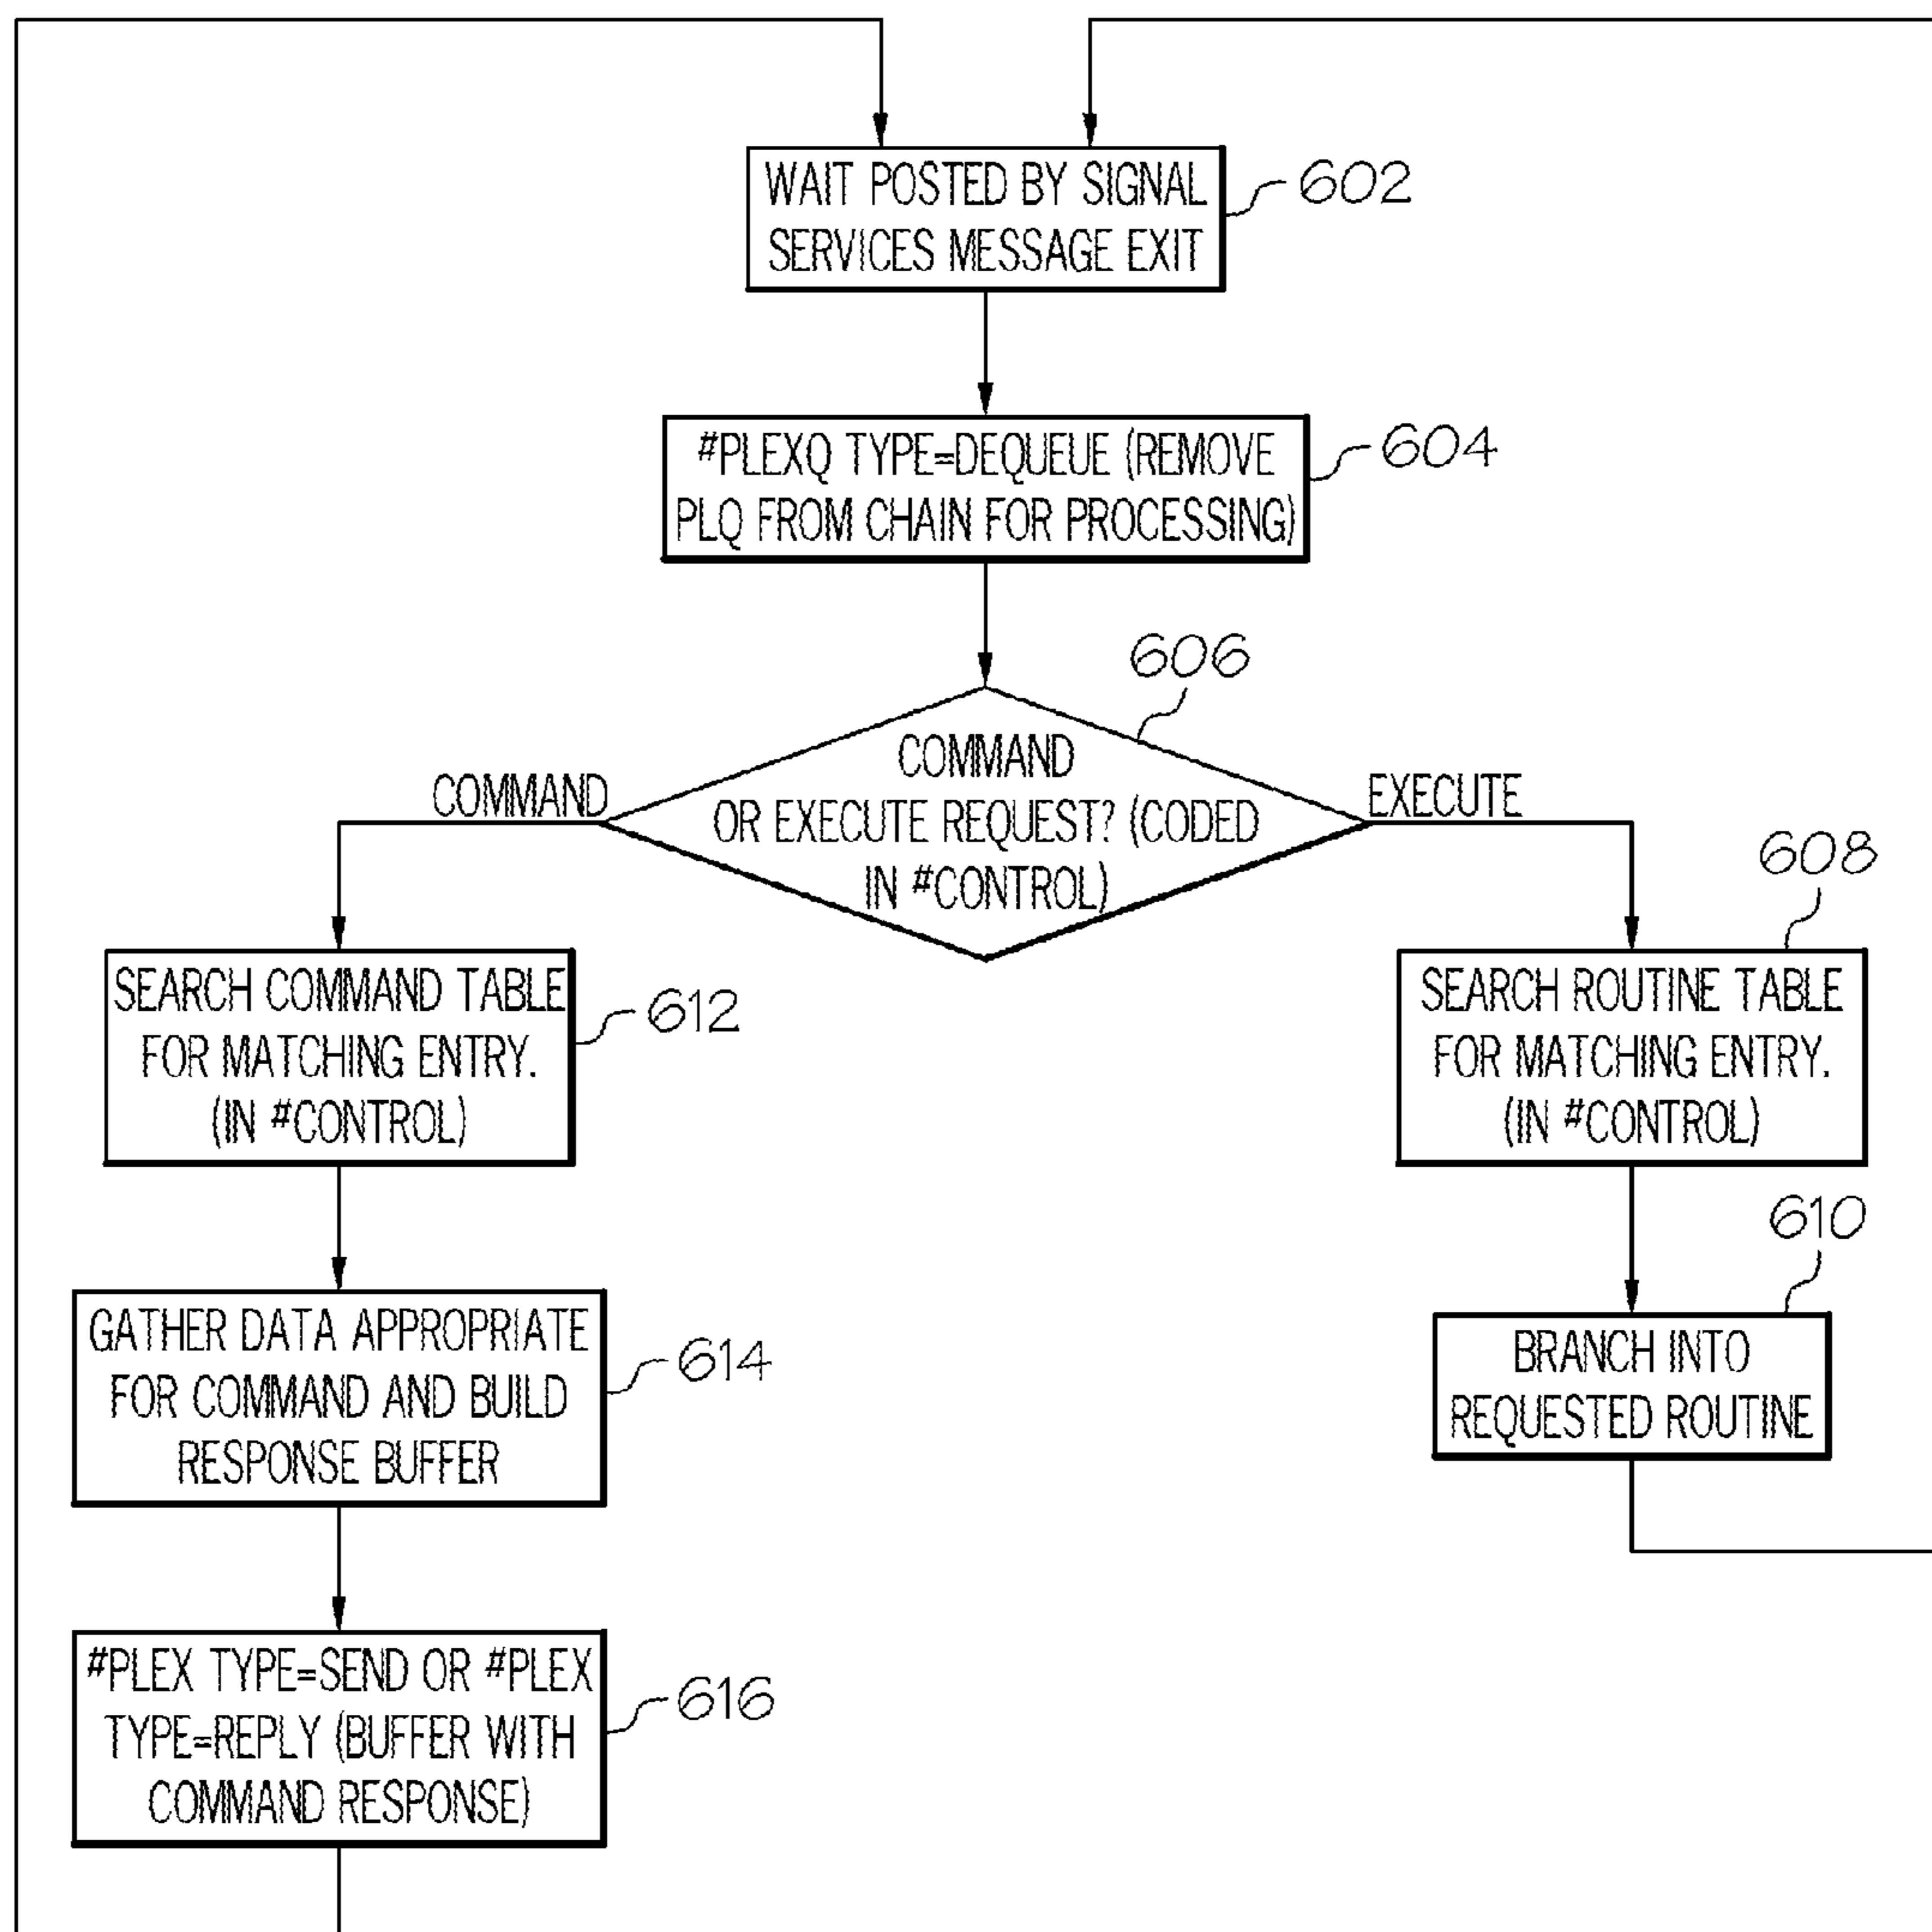 WAIT POSTED BY SIGNAL
SERVICES MESSAGE EXIT
602
#PLEXQ TYPE=DEQUEUE (REMOVE
PLQ FROM CHAIN FOR PROCESSING)
604
606
COMMAND
OR EXECUTE REQUEST? (CODED
IN #CONTROL)
COMMAND
EXECUTE
608
SEARCH COMMAND TABLE
FOR MATCHING ENTRY.
(IN #CONTROL)
612
SEARCH ROUTINE TABLE
FOR MATCHING ENTRY.
(IN #CONTROL)
610
GATHER DATA APPROPRIATE
FOR COMMAND AND BUILD
RESPONSE BUFFER
614
BRANCH INTO
REQUESTED ROUTINE
#PLEX TYPE=SEND OR #PLEX
TYPE=REPLY (BUFFER WITH
COMMAND RESPONSE)
616